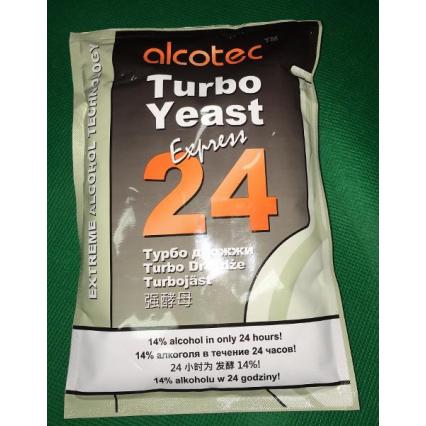 alcotec™
Turbo
Yeast
Express
24
Турбо дрожжи
Turbo Drożdże
Turbojäst
强酵母
14% alcohol in only 24 hours!
14% алкоголя в течение 24 часов!
24 小时为 发酵 14%!
14% alkoholu w 24 godziny!
EXTREME ALCOHOL TECHNOLOGY